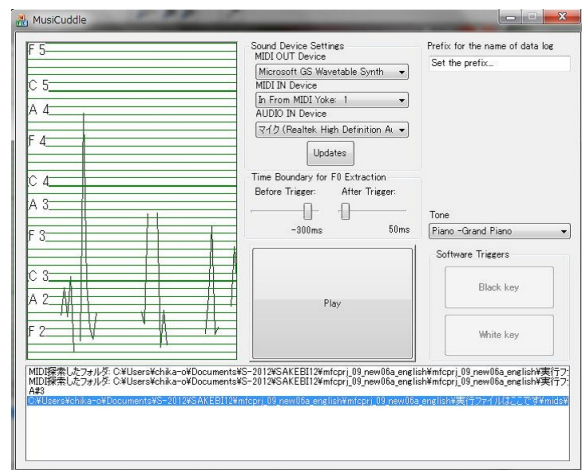 MusiCuddle
F 5
C 5
A 4
F 4
C 4
A 3
F 3
C 3
A 2
F 2
Sound Device Settings
MIDI OUT Device
Microsoft GS Wavetable Synth
MIDI IN Device
In From MIDI Yoke: 1
AUDIO IN Device
マイク (Realtek High Definition Au
Updates
Time Boundary for F0 Extraction
Before Trigger: After Trigger:
-300ms 50ms
Play
Prefix for the name of data log
Set the prefix...
Tone
Piano -Grand Piano
Software Triggers
Black key
White key
MIDI探索したフォルダ: C:¥Users¥chika-o¥Documents¥S-2012¥SAKEBI12¥mfcprj_09_new06a_english¥mfcprj_09_new06a_english¥実行フ
MIDI探索したフォルダ: C:¥Users¥chika-o¥Documents¥S-2012¥SAKEBI12¥mfcprj_09_new06a_english¥mfcprj_09_new06a_english¥実行フ
A#3
C:¥Users¥chika-o¥Documents¥S-2012¥SAKEBI12¥mfcprj_09_new06a_english¥mfcprj_09_new06a_english¥実行ファイルはここです¥mids¥